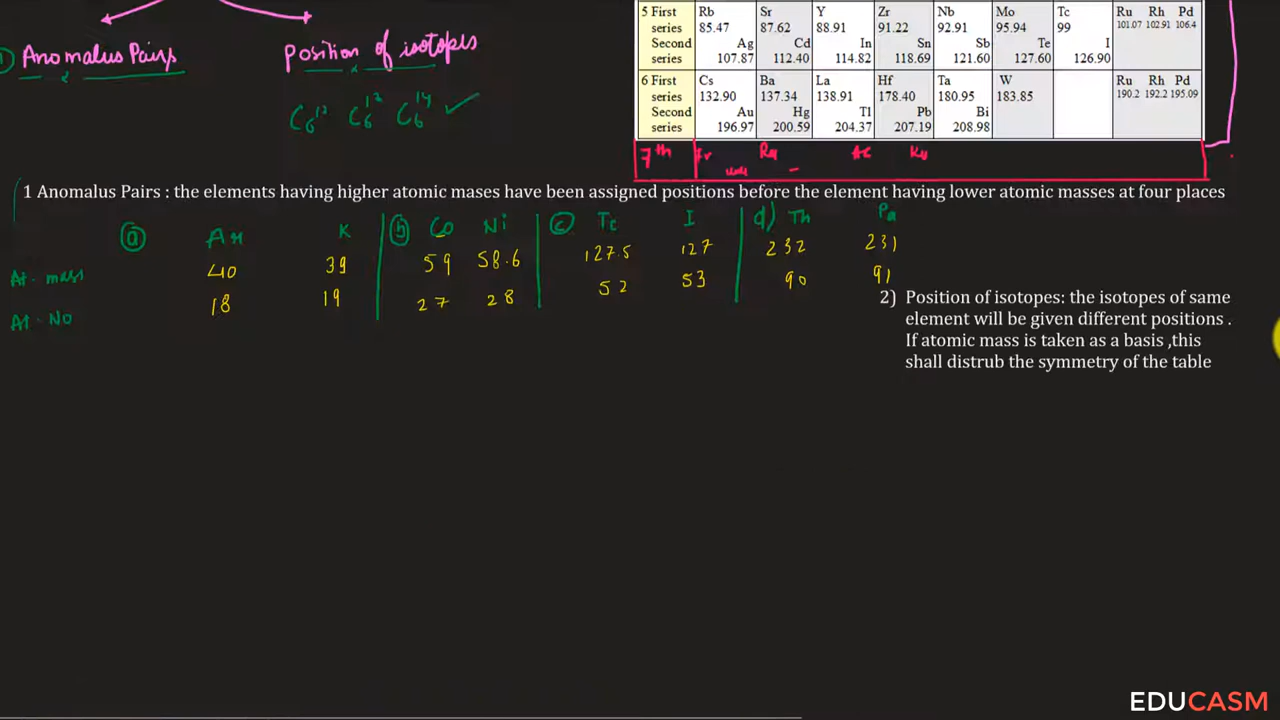 1) Anomalus Pairs
Position of isotopes
C₆¹² C₆¹³ C₆¹⁴
5 First series Rb 85.47 Sr 87.62 Y 88.91 Zr 91.22 Nb 92.91 Mo 95.94 Tc 99 Ru 101.07 Rh 102.91 Pd 106.4
Second series Ag 107.87 Cd 112.40 In 114.82 Sn 118.69 Sb 121.60 Te 127.60 I 126.90
6 First series Cs 132.90 Ba 137.34 La 138.91 Hf 178.40 Ta 180.95 W 183.85 Ru 190.2 Rh 192.2 Pd 195.09
Second series Au 196.97 Hg 200.59 Tl 204.37 Pb 207.19 Bi 208.98
7th Fr Ra Ac Ku
1 Anomalus Pairs : the elements having higher atomic mases have been assigned positions before the element having lower atomic masses at four places
a Ar K b Co Ni c Te I d) Th Pa
At. mass 40 39 59 58.6 127.5 127 232 231
At. No 18 19 27 28 52 53 90 91
2) Position of isotopes: the isotopes of same
element will be given different positions .
If atomic mass is taken as a basis ,this
shall distrub the symmetry of the table
EDUCASM